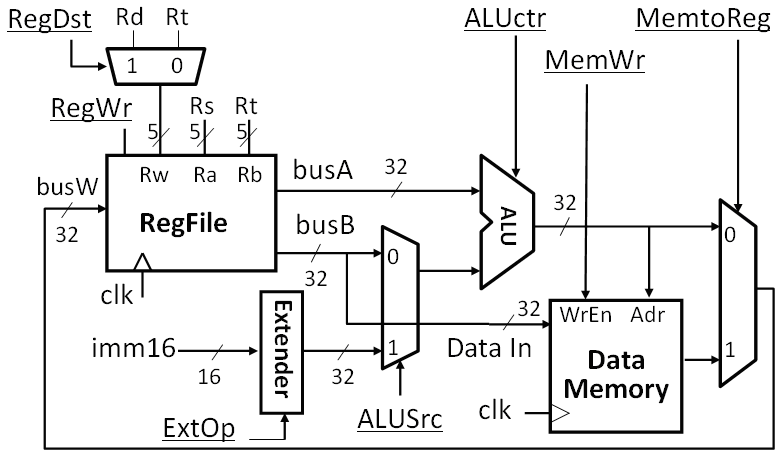 RegDst
Rd
Rt
ALUctr
MemtoReg
1
0
MemWr
RegWr
Rs
Rt
5
5
5
busW
32
Rw
Ra
Rb
RegFile
clk
busA
32
busB
32
0
ALU
32
0
imm16
16
Extender
32
1
32
Data In
WrEn
Adr
Data
Memory
1
clk
ExtOp
ALUSrc